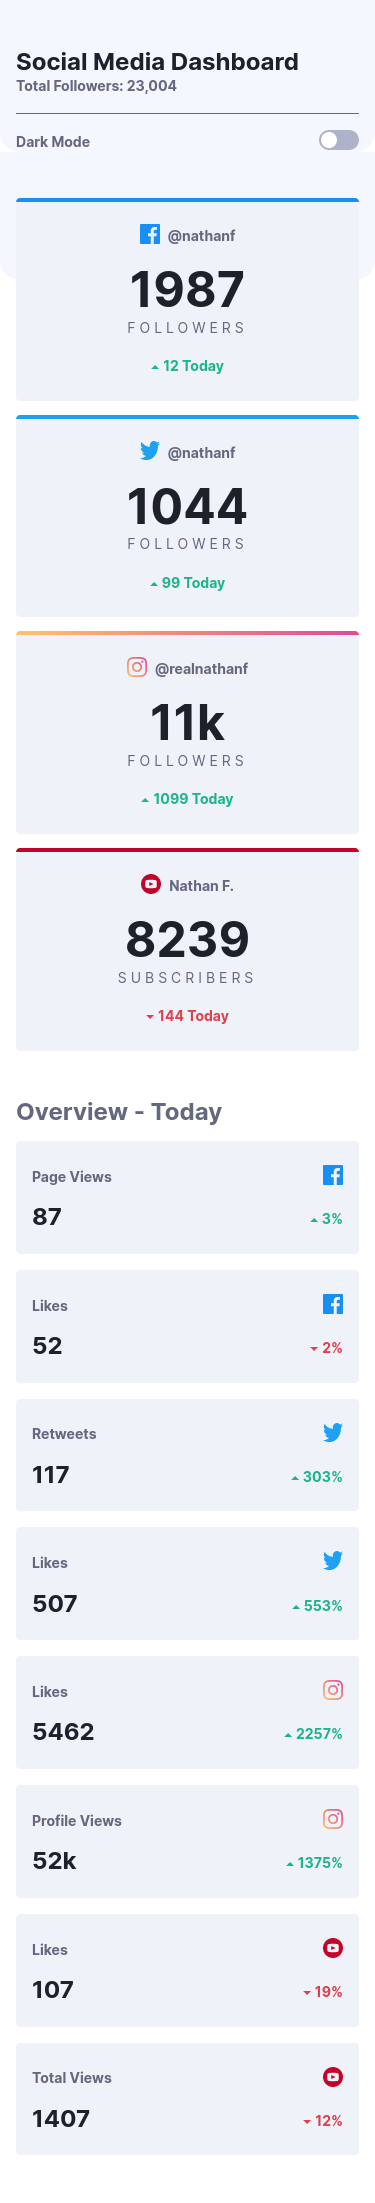 Social Media Dashboard
Total Followers: 23,004
Dark Mode
@nathanf
1987
FOLLOWERS
12 Today
@nathanf
1044
FOLLOWERS
99 Today
@realnathanf
11k
FOLLOWERS
1099 Today
Nathan F.
8239
SUBSCRIBERS
144 Today
Overview - Today
Page Views
87
3%
Likes
52
2%
Retweets
117
303%
Likes
507
553%
Likes
5462
2257%
Profile Views
52k
1375%
Likes
107
19%
Total Views
1407
12%